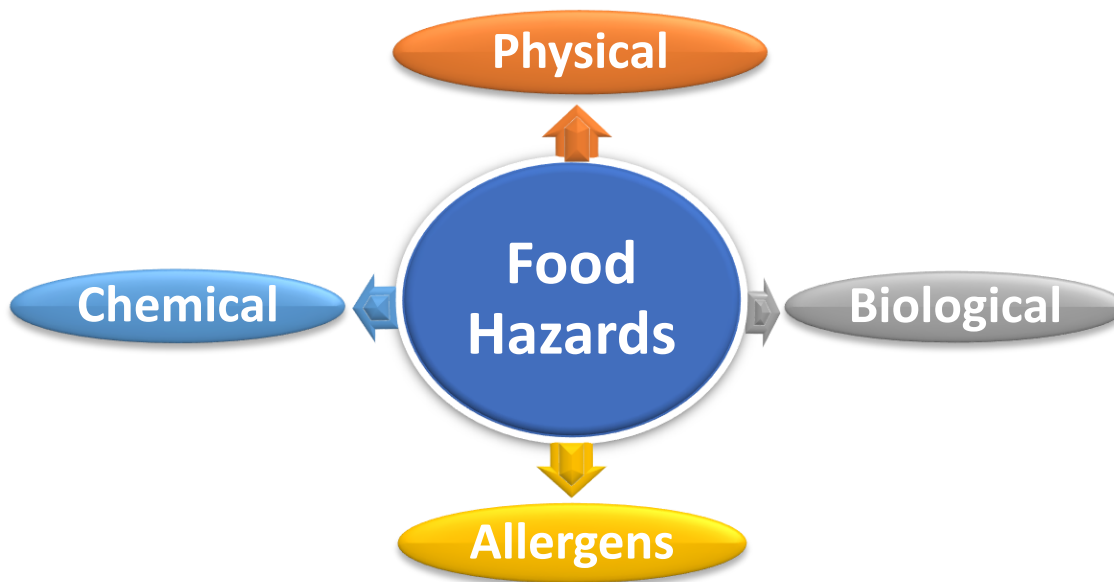 Physical
Food
Hazards
Chemical
Biological
Allergens